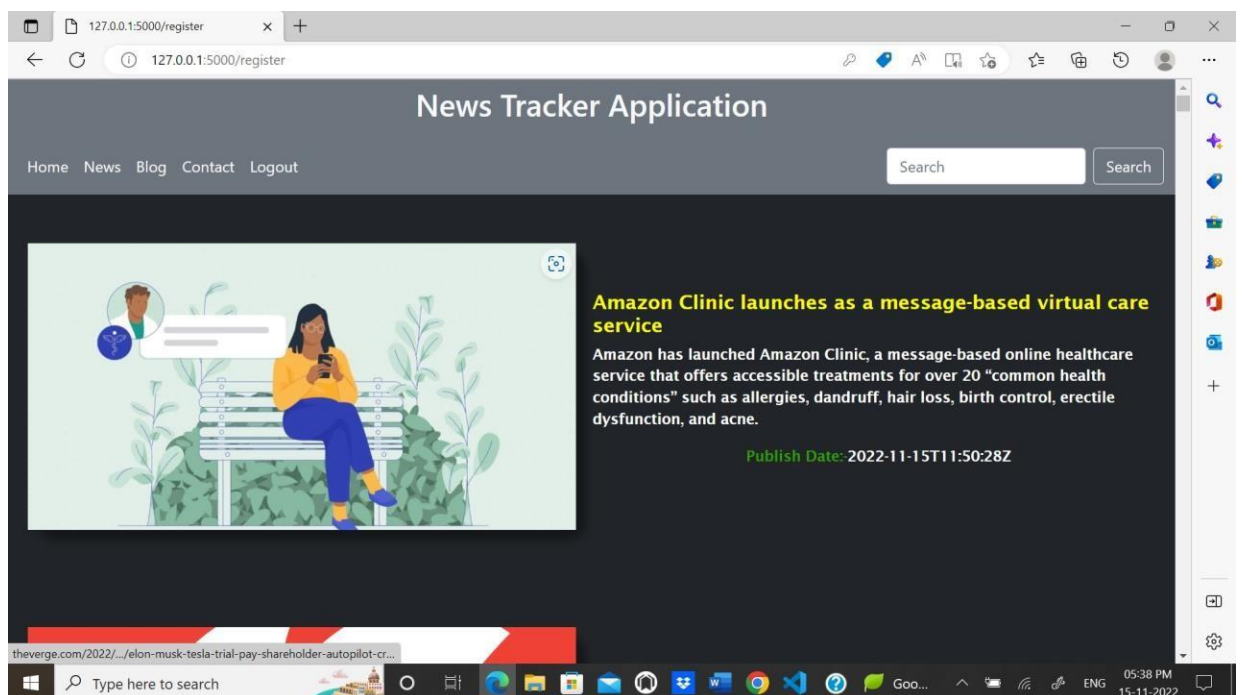 127.0.0.1:5000/register
127.0.0.1:5000/register
News Tracker Application
Home News Blog Contact Logout
Search Search
Amazon Clinic launches as a message-based virtual care
service
Amazon has launched Amazon Clinic, a message-based online healthcare
service that offers accessible treatments for over 20 “common health
conditions” such as allergies, dandruff, hair loss, birth control, erectile
dysfunction, and acne.
Publish Date:-2022-11-15T11:50:28Z
theverge.com/2022/.../elon-musk-tesla-trial-pay-shareholder-autopilot-cr...
Type here to search Goo... ENG 05:38 PM
15-11-2022